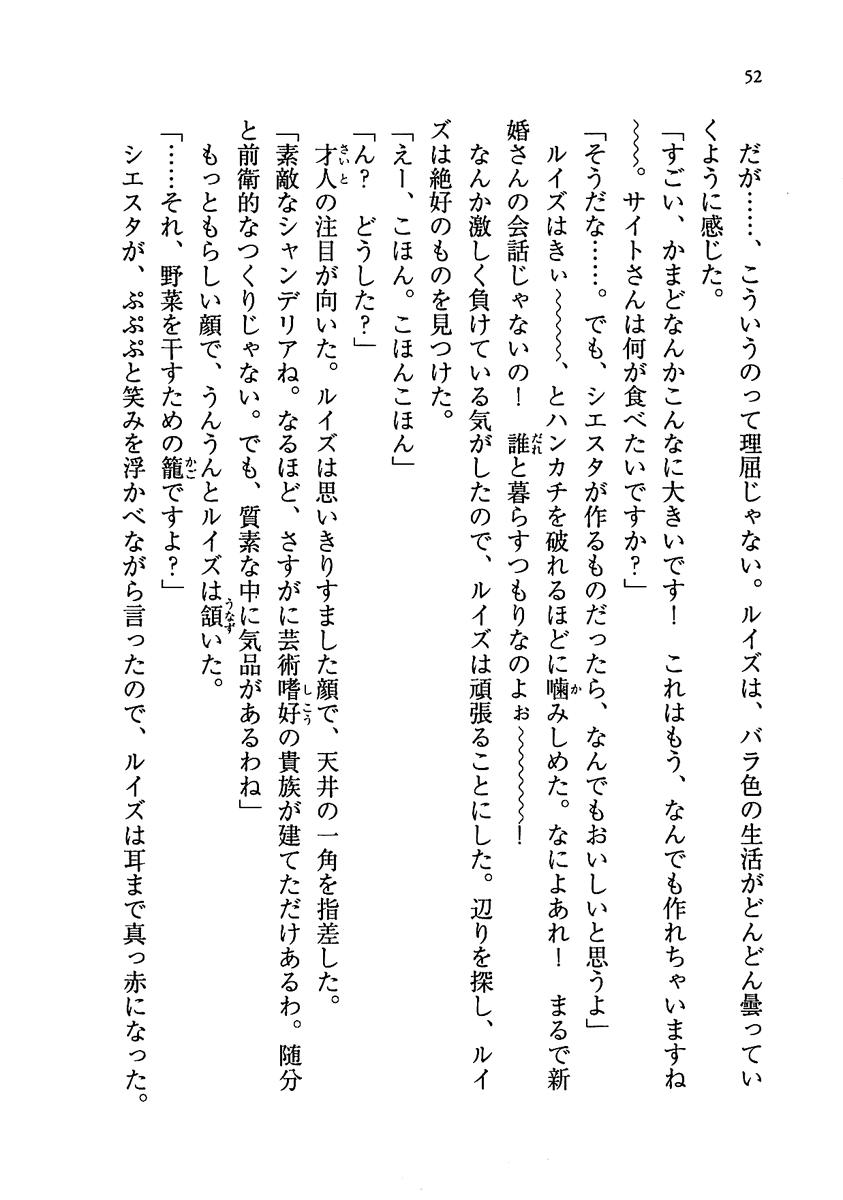 52
だが……、こういうのって理屈じゃない。ルイズは、バラ色の生活がどんどん曇ってい
くように感じた。
「すごい、かまどなんかこんなに大きいです！　これはもう、なんでも作れちゃいますね
～～～。サイトさんは何が食べたいですか？」
「そうだな……。でも、シエスタが作るものだったら、なんでもおいしいと思うよ」
ルイズはきぃ～～～～、とハンカチを破れるほどに噛みしめた。なによあれ！　まるで新
婚さんの会話じゃないの！　誰と暮らすつもりなのよぉ～～～～～～！
なんか激しく負けている気がしたので、ルイズは頑張ることにした。辺りを探し、ルイ
ズは絶好のものを見つけた。
「えー、こほん。こほんこほん」
「ん？　どうした？」
才人の注目が向いた。ルイズは思いきりすました顔で、天井の一角を指差した。
「素敵なシャンデリアね。なるほど、さすがに芸術嗜好の貴族が建てただけあるわ。随分
と前衛的なつくりじゃない。でも、質素な中に気品があるわね」
もっともらしい顔で、うんうんとルイズは頷いた。
「……それ、野菜を干すための籠ですよ？」
シエスタが、ぷぷぷと笑みを浮かべながら言ったので、ルイズは耳まで真っ赤になった。